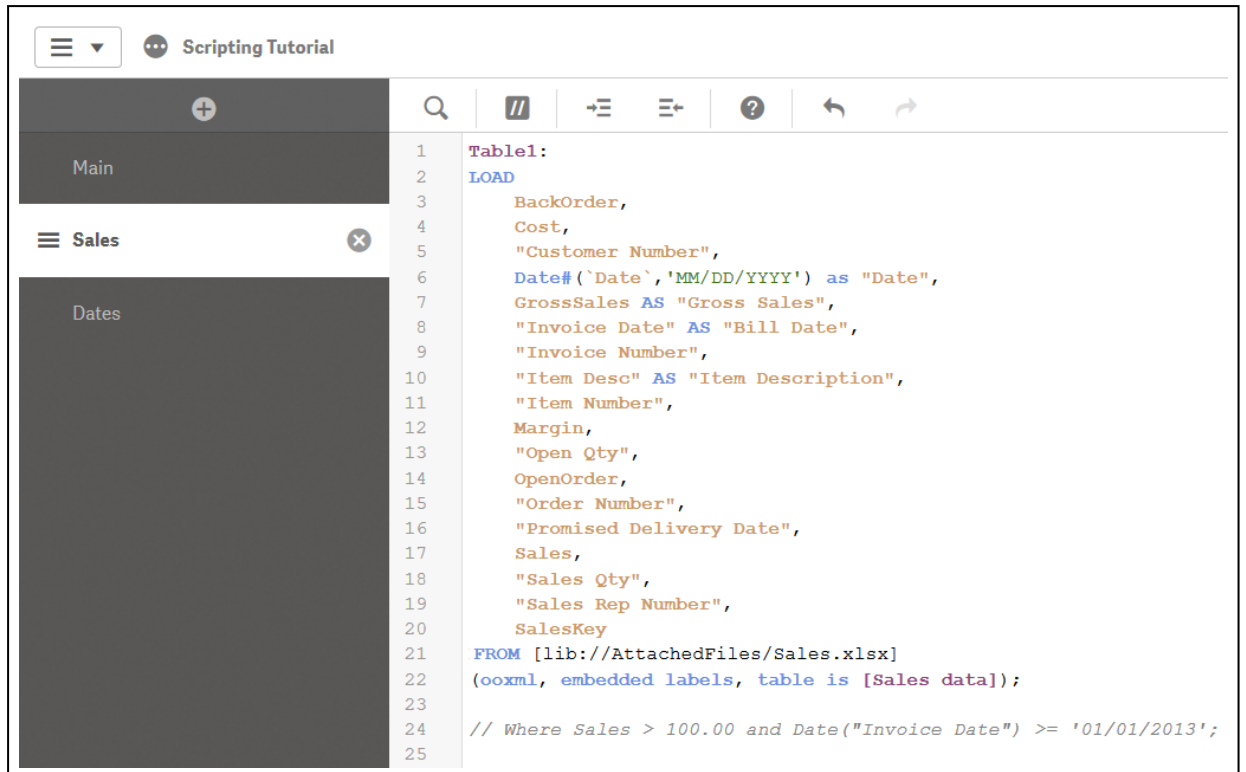 Scripting Tutorial
Main
Sales
Dates
//
?
1 Table1:
2 LOAD
3 BackOrder,
4 Cost,
5 "Customer Number",
6 Date#(`Date`,'MM/DD/YYYY') as "Date",
7 GrossSales AS "Gross Sales",
8 "Invoice Date" AS "Bill Date",
9 "Invoice Number",
10 "Item Desc" AS "Item Description",
11 "Item Number",
12 Margin,
13 "Open Qty",
14 OpenOrder,
15 "Order Number",
16 "Promised Delivery Date",
17 Sales,
18 "Sales Qty",
19 "Sales Rep Number",
20 SalesKey
21 FROM [lib://AttachedFiles/Sales.xlsx]
22 (ooxml, embedded labels, table is [Sales data]);
23
24 // Where Sales > 100.00 and Date("Invoice Date") >= '01/01/2013';
25